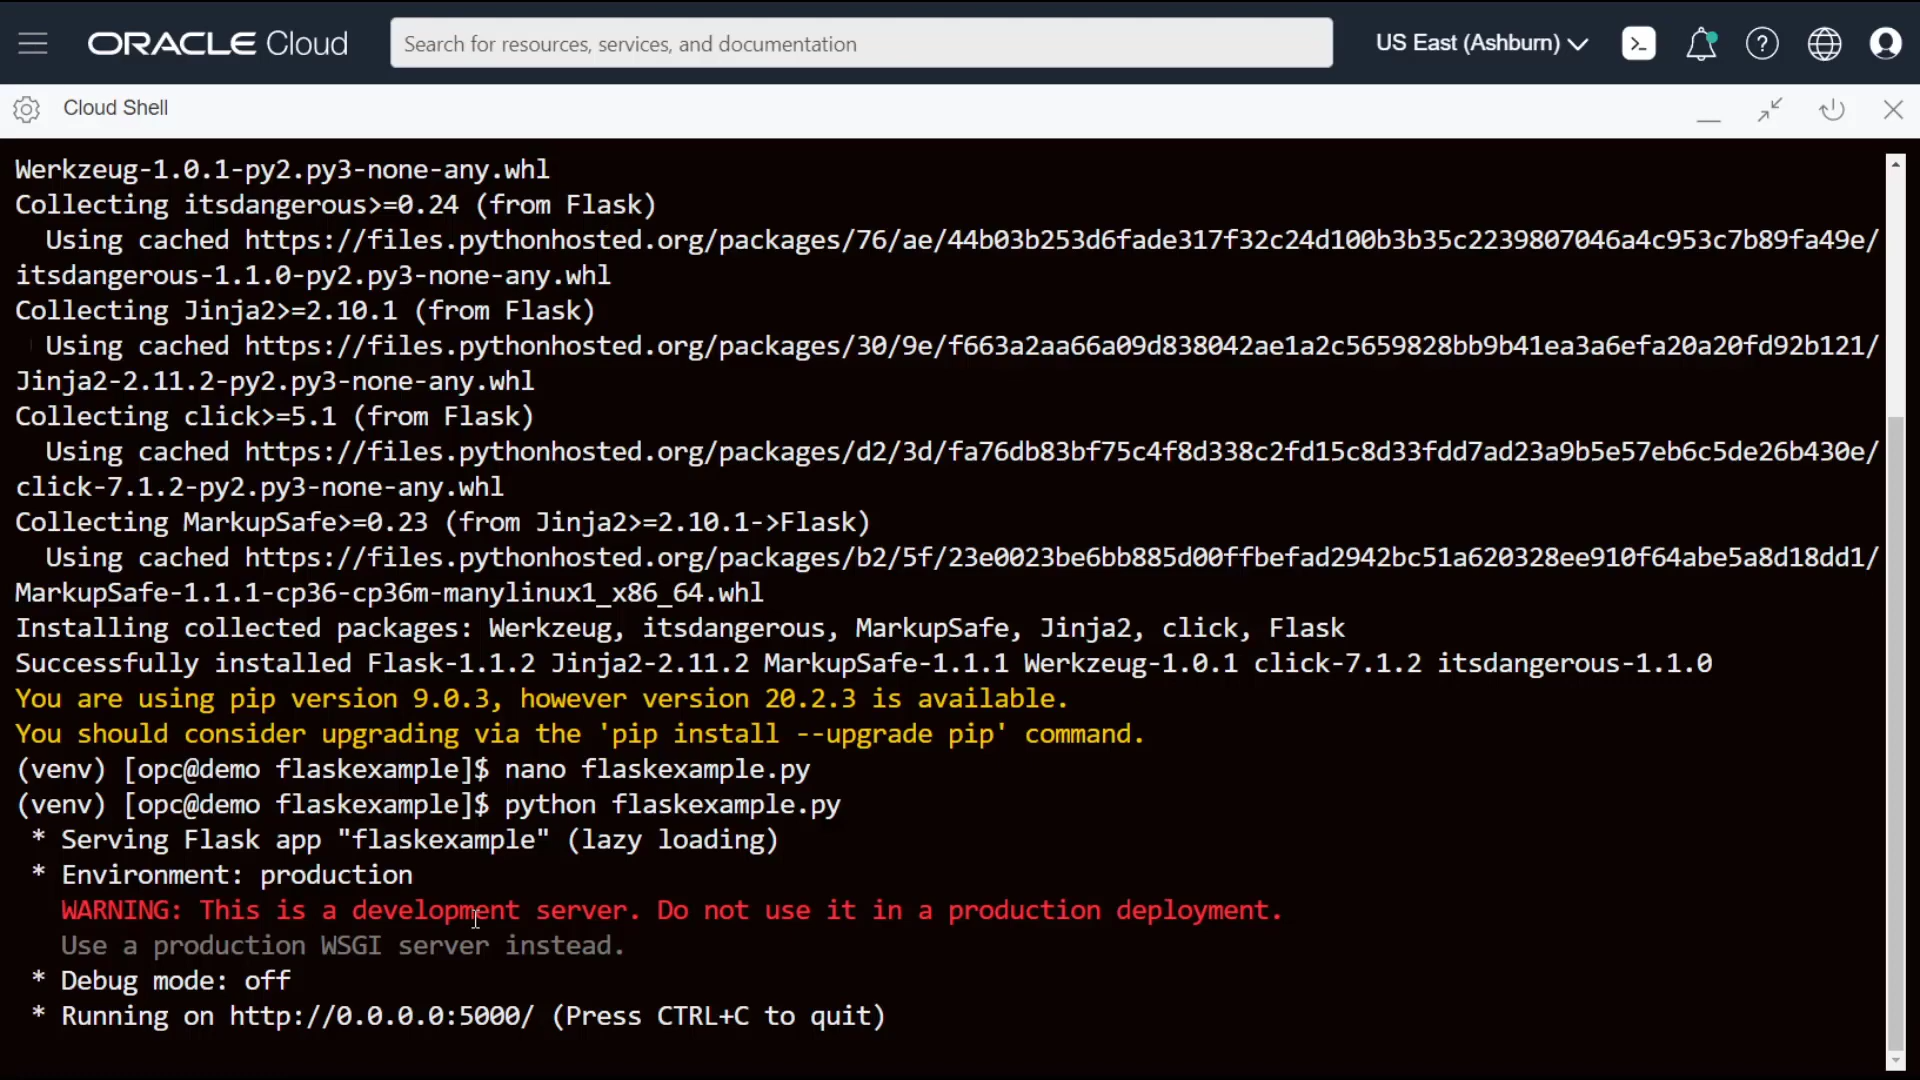 ORACLE Cloud
Search for resources, services, and documentation
US East (Ashburn)
Cloud Shell
Werkzeug-1.0.1-py2.py3-none-any.whl
Collecting itsdangerous>=0.24 (from Flask)
Using cached https://files.pythonhosted.org/packages/76/ae/44b03b253d6fade317f32c24d100b3b35c2239807046a4c953c7b89fa49e/
itsdangerous-1.1.0-py2.py3-none-any.whl
Collecting Jinja2>=2.10.1 (from Flask)
Using cached https://files.pythonhosted.org/packages/30/9e/f663a2aa66a09d838042ae1a2c5659828bb9b41ea3a6efa20a20fd92b121/
Jinja2-2.11.2-py2.py3-none-any.whl
Collecting click>=5.1 (from Flask)
Using cached https://files.pythonhosted.org/packages/d2/3d/fa76db83bf75c4f8d338c2fd15c8d33fdd7ad23a9b5e57eb6c5de26b430e/
click-7.1.2-py2.py3-none-any.whl
Collecting MarkupSafe>=0.23 (from Jinja2>=2.10.1->Flask)
Using cached https://files.pythonhosted.org/packages/b2/5f/23e0023be6bb885d00ffbefad2942bc51a620328ee910f64abe5a8d18dd1/
MarkupSafe-1.1.1-cp36-cp36m-manylinux1_x86_64.whl
Installing collected packages: Werkzeug, itsdangerous, MarkupSafe, Jinja2, click, Flask
Successfully installed Flask-1.1.2 Jinja2-2.11.2 MarkupSafe-1.1.1 Werkzeug-1.0.1 click-7.1.2 itsdangerous-1.1.0
You are using pip version 9.0.3, however version 20.2.3 is available.
You should consider upgrading via the 'pip install --upgrade pip' command.
(venv) [opc@demo flaskexample]$ nano flaskexample.py
(venv) [opc@demo flaskexample]$ python flaskexample.py
* Serving Flask app "flaskexample" (lazy loading)
* Environment: production
WARNING: This is a development server. Do not use it in a production deployment.
Use a production WSGI server instead.
* Debug mode: off
* Running on http://0.0.0.0:5000/ (Press CTRL+C to quit)